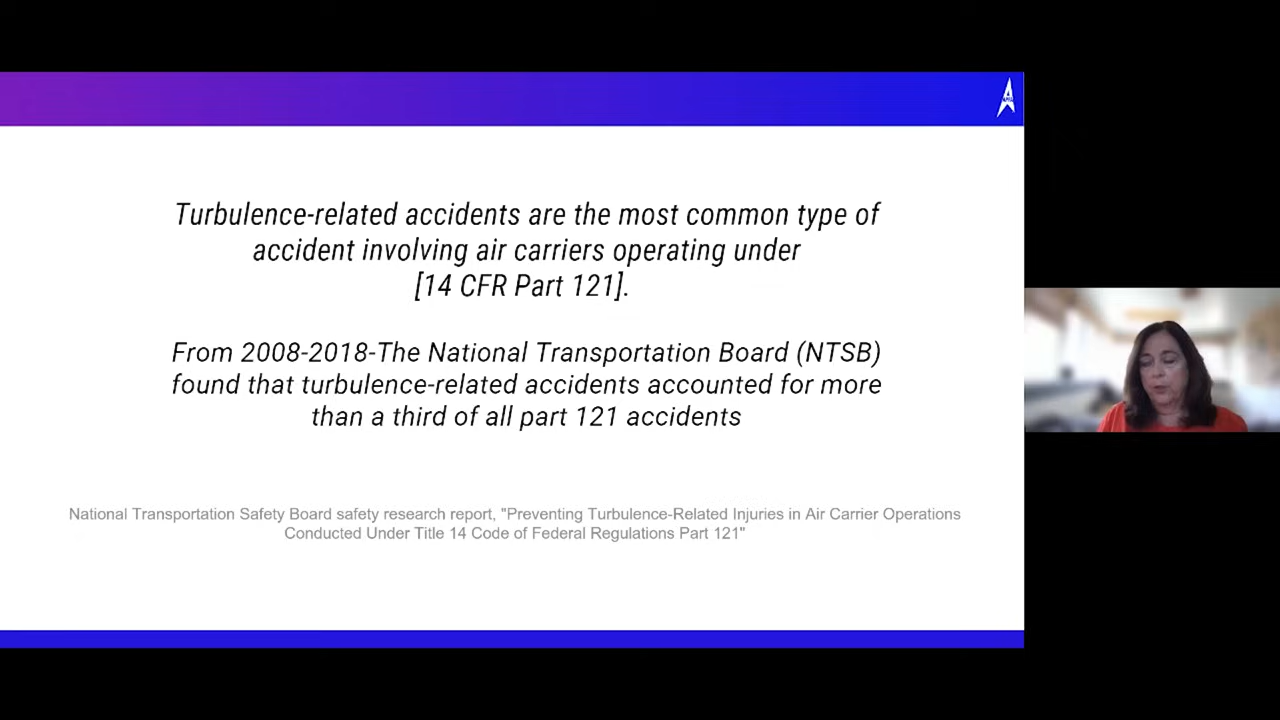 Turbulence-related accidents are the most common type of
accident involving air carriers operating under
[14 CFR Part 121].
From 2008-2018-The National Transportation Board (NTSB)
found that turbulence-related accidents accounted for more
than a third of all part 121 accidents
National Transportation Safety Board safety research report, "Preventing Turbulence-Related Injuries in Air Carrier Operations
Conducted Under Title 14 Code of Federal Regulations Part 121"